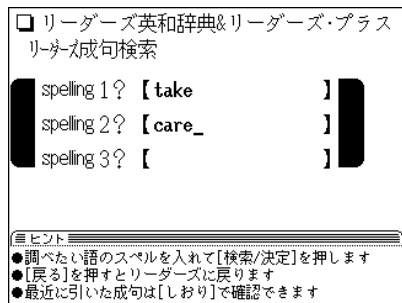 リーダーズ英和辞典&リーダーズ・プラス
リーダーズ成句検索
spelling 1? 【take 】
spelling 2? 【care_ 】
spelling 3? 【 】
ヒント
●調べたい語のスペルを入れて[検索/決定]を押します
●[戻る]を押すとリーダーズに戻ります
●最近に引いた成句は[しおり]で確認できます